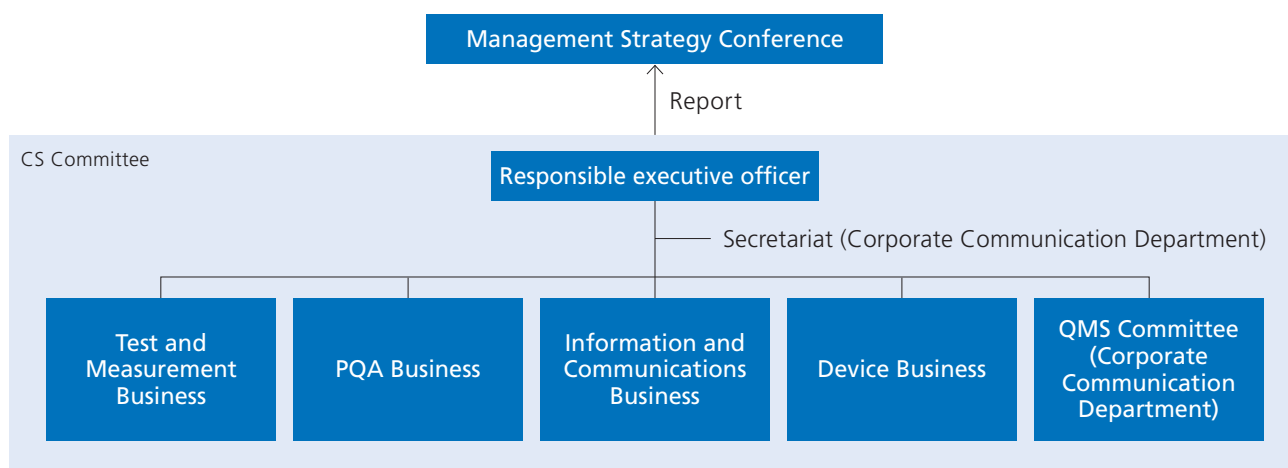 Management Strategy Conference
Report
CS Committee
Responsible executive officer
Secretariat (Corporate Communication Department)
Test and
Measurement
Business
PQA Business
Information and
Communications
Business
Device Business
QMS Committee
(Corporate
Communication
Department)